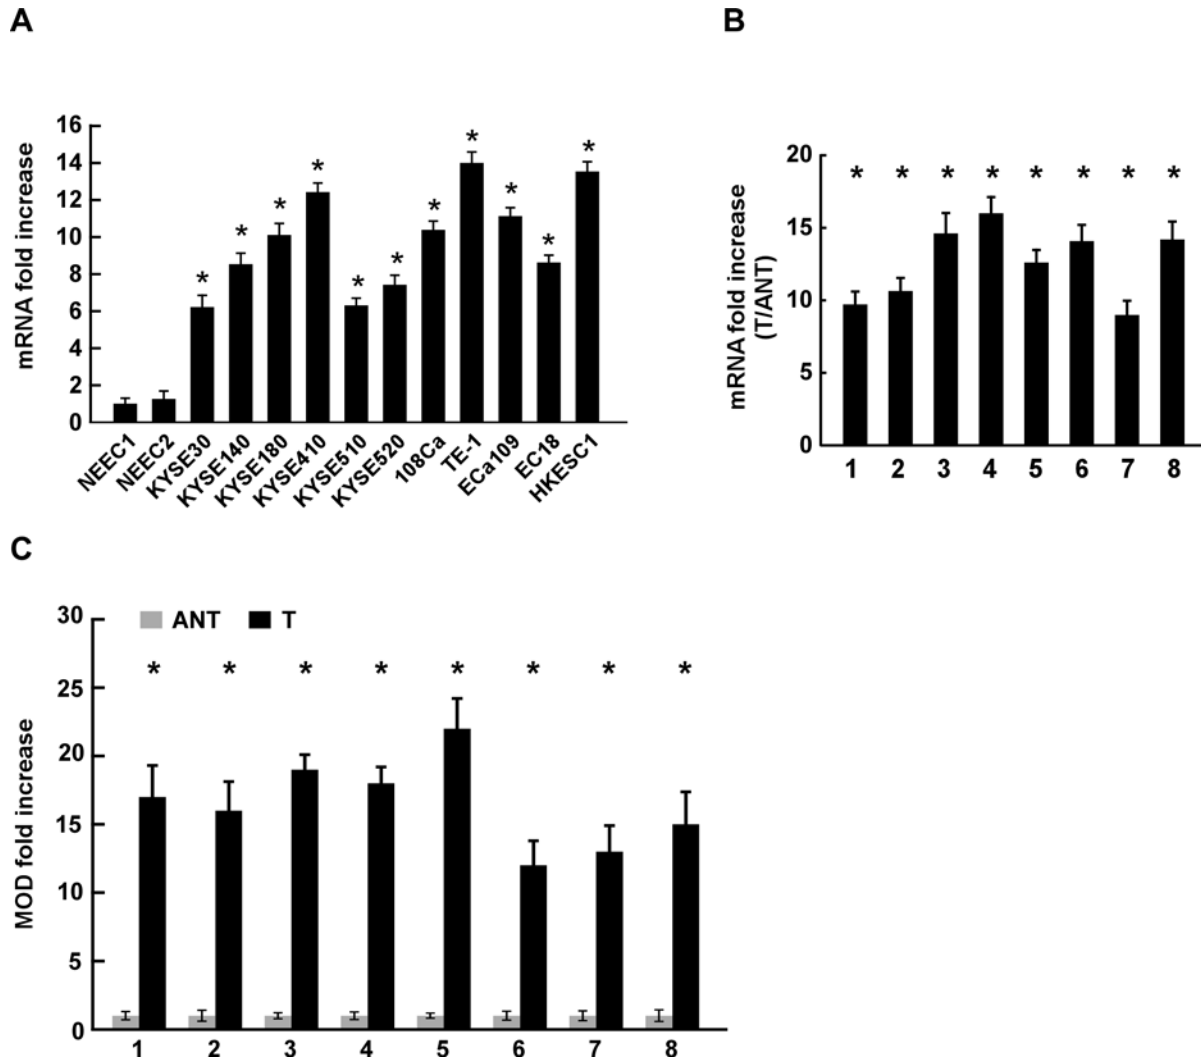 A
mRNA fold increase
16
14
12
10
8
6
4
2
0
* * * * * * * * * * *
NEEC1
NEEC2
KYSE30
KYSE140
KYSE180
KYSE410
KYSE510
KYSE520
108Ca
TE-1
ECa109
EC18
HKESC1
B
mRNA fold increase
(T/ANT)
20
15
10
5
0
* * * * * * * *
1 2 3 4 5 6 7 8
C
MOD fold increase
30
25
20
15
10
5
0
ANT T
* * * * * * * *
1 2 3 4 5 6 7 8